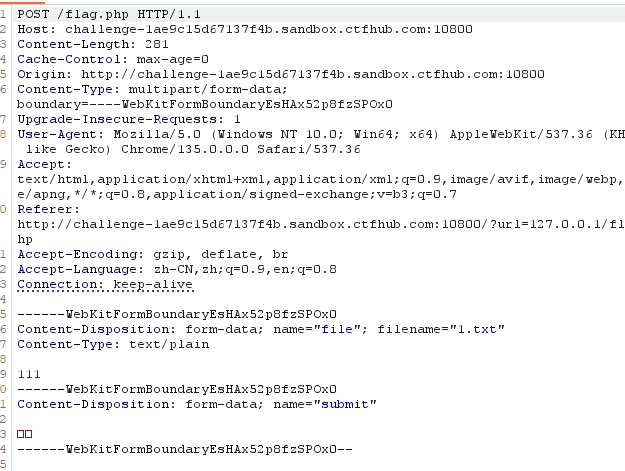 1 POST /flag.php HTTP/1.1
2 Host: challenge-1ae9c15d67137f4b.sandbox.ctfhub.com:10800
3 Content-Length: 281
4 Cache-Control: max-age=0
5 Origin: http://challenge-1ae9c15d67137f4b.sandbox.ctfhub.com:10800
6 Content-Type: multipart/form-data;
boundary=----WebKitFormBoundaryEsHAx52p8fzSPOx0
7 Upgrade-Insecure-Requests: 1
8 User-Agent: Mozilla/5.0 (Windows NT 10.0; Win64; x64) AppleWebKit/537.36 (KH
like Gecko) Chrome/135.0.0.0 Safari/537.36
9 Accept:
text/html,application/xhtml+xml,application/xml;q=0.9,image/avif,image/webp,
e/apng,*/*;q=0.8,application/signed-exchange;v=b3;q=0.7
0 Referer:
http://challenge-1ae9c15d67137f4b.sandbox.ctfhub.com:10800/?url=127.0.0.1/fl
hp
1 Accept-Encoding: gzip, deflate, br
2 Accept-Language: zh-CN,zh;q=0.9,en;q=0.8
3 Connection: keep-alive
4
5 ------WebKitFormBoundaryEsHAx52p8fzSPOx0
6 Content-Disposition: form-data; name="file"; filename="1.txt"
7 Content-Type: text/plain
8
9 111
0 ------WebKitFormBoundaryEsHAx52p8fzSPOx0
1 Content-Disposition: form-data; name="submit"
2
3 □□
4 ------WebKitFormBoundaryEsHAx52p8fzSPOx0--
5